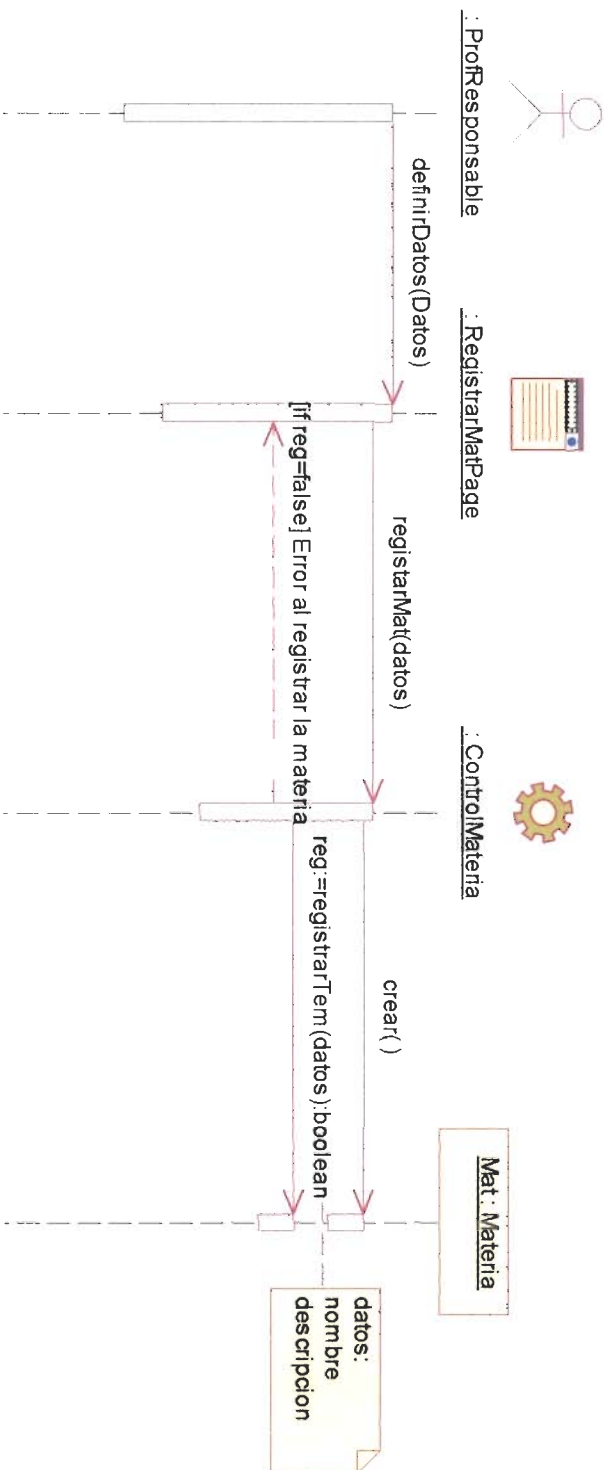 : ProfResponsable
: RegistrarMatPage
: ControlMateria
Mat : Materia
definirDatos(Datos)
registarMat(datos)
crear( )
reg:=registrarTem(datos):boolean
[if reg=false] Error al registrar la materia
datos:
nombre
descripcion